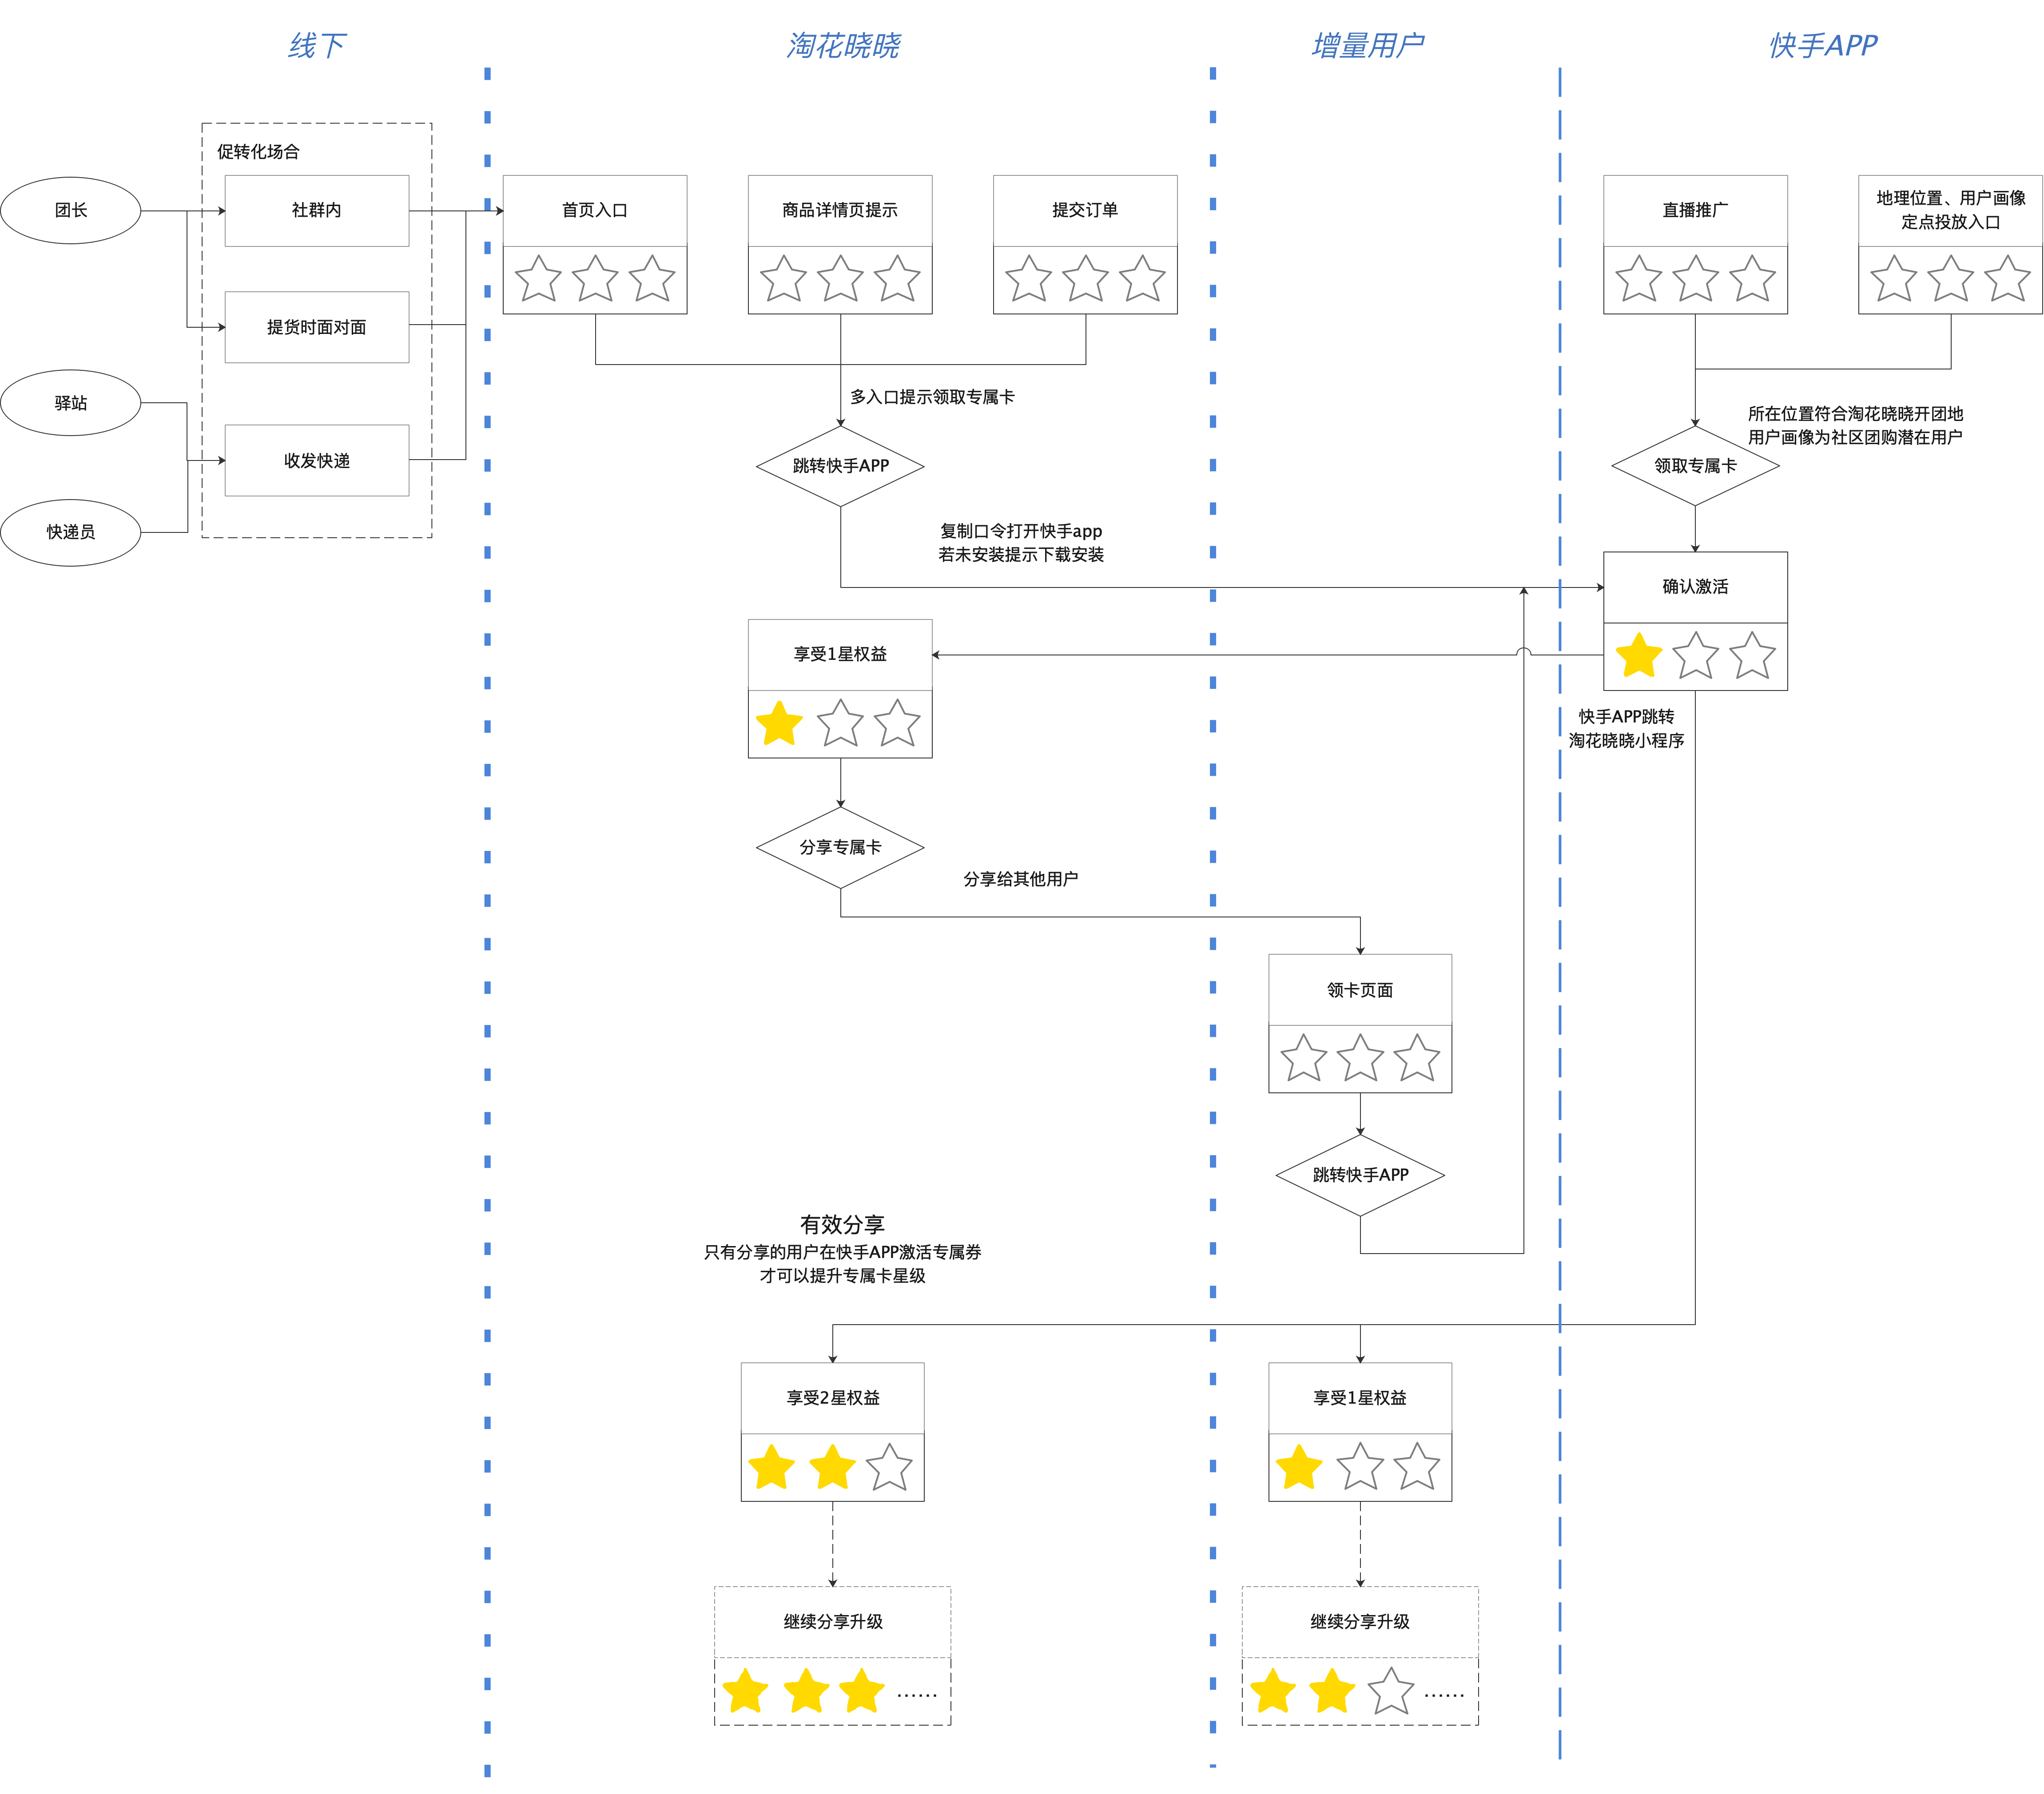 线下
淘花晓晓
增量用户
快手APP
促转化场合
团长
社群内
首页入口
商品详情页提示
提交订单
直播推广
地理位置、用户画像
定点投放入口
提货时面对面
驿站
多入口提示领取专属卡
所在位置符合淘花晓晓开团地
用户画像为社区团购潜在用户
收发快递
跳转快手APP
领取专属卡
快递员
复制口令打开快手app
若未安装提示下载安装
确认激活
享受1星权益
快手APP跳转
淘花晓晓小程序
分享专属卡
分享给其他用户
领卡页面
跳转快手APP
有效分享
只有分享的用户在快手APP激活专属券
才可以提升专属卡星级
享受2星权益
享受1星权益
继续分享升级
继续分享升级
......
......